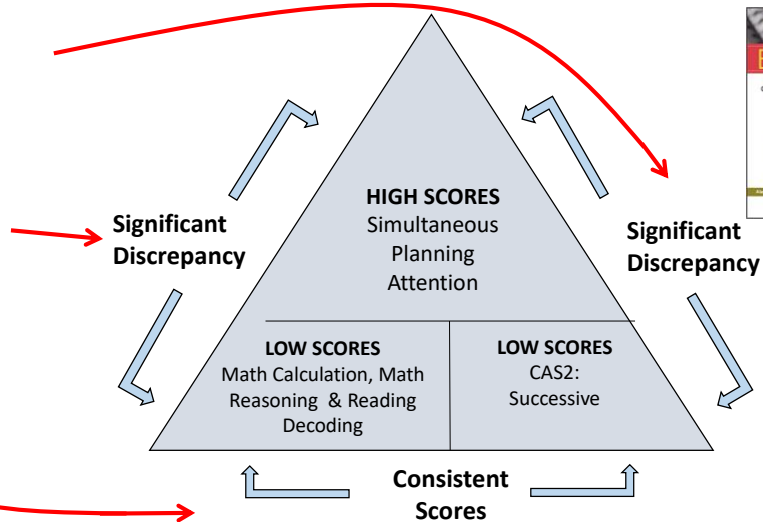 HIGH SCORES
Simultaneous
Planning
Attention
Significant
Discrepancy
Significant
Discrepancy
LOW SCORES
Math Calculation, Math
Reasoning & Reading
Decoding
LOW SCORES
CAS2:
Successive
Consistent
Scores